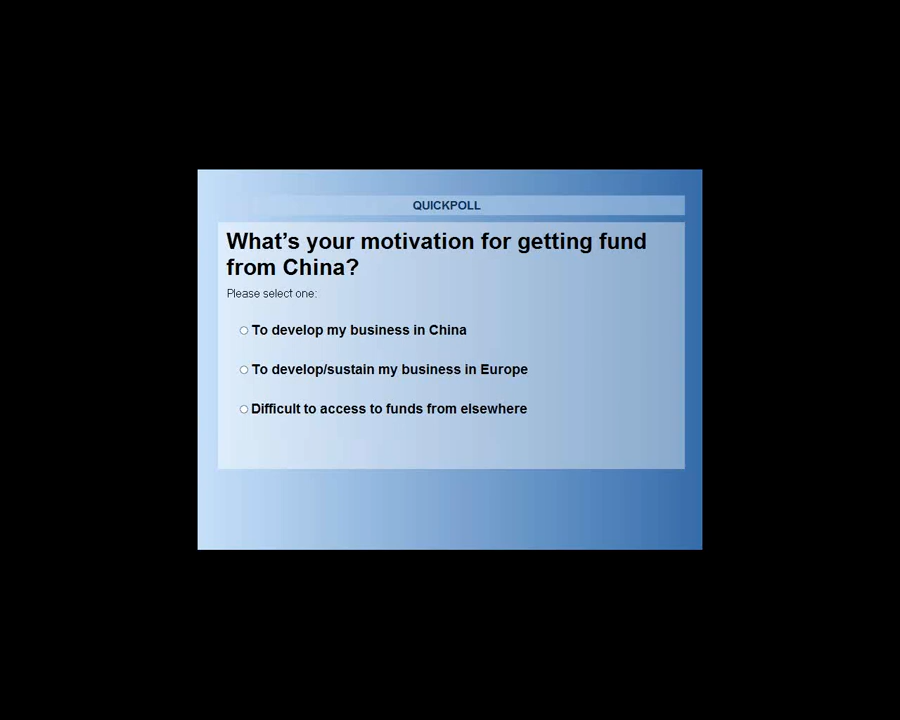 QUICKPOLL
What’s your motivation for getting fund
from China?
Please select one:
To develop my business in China
To develop/sustain my business in Europe
Difficult to access to funds from elsewhere